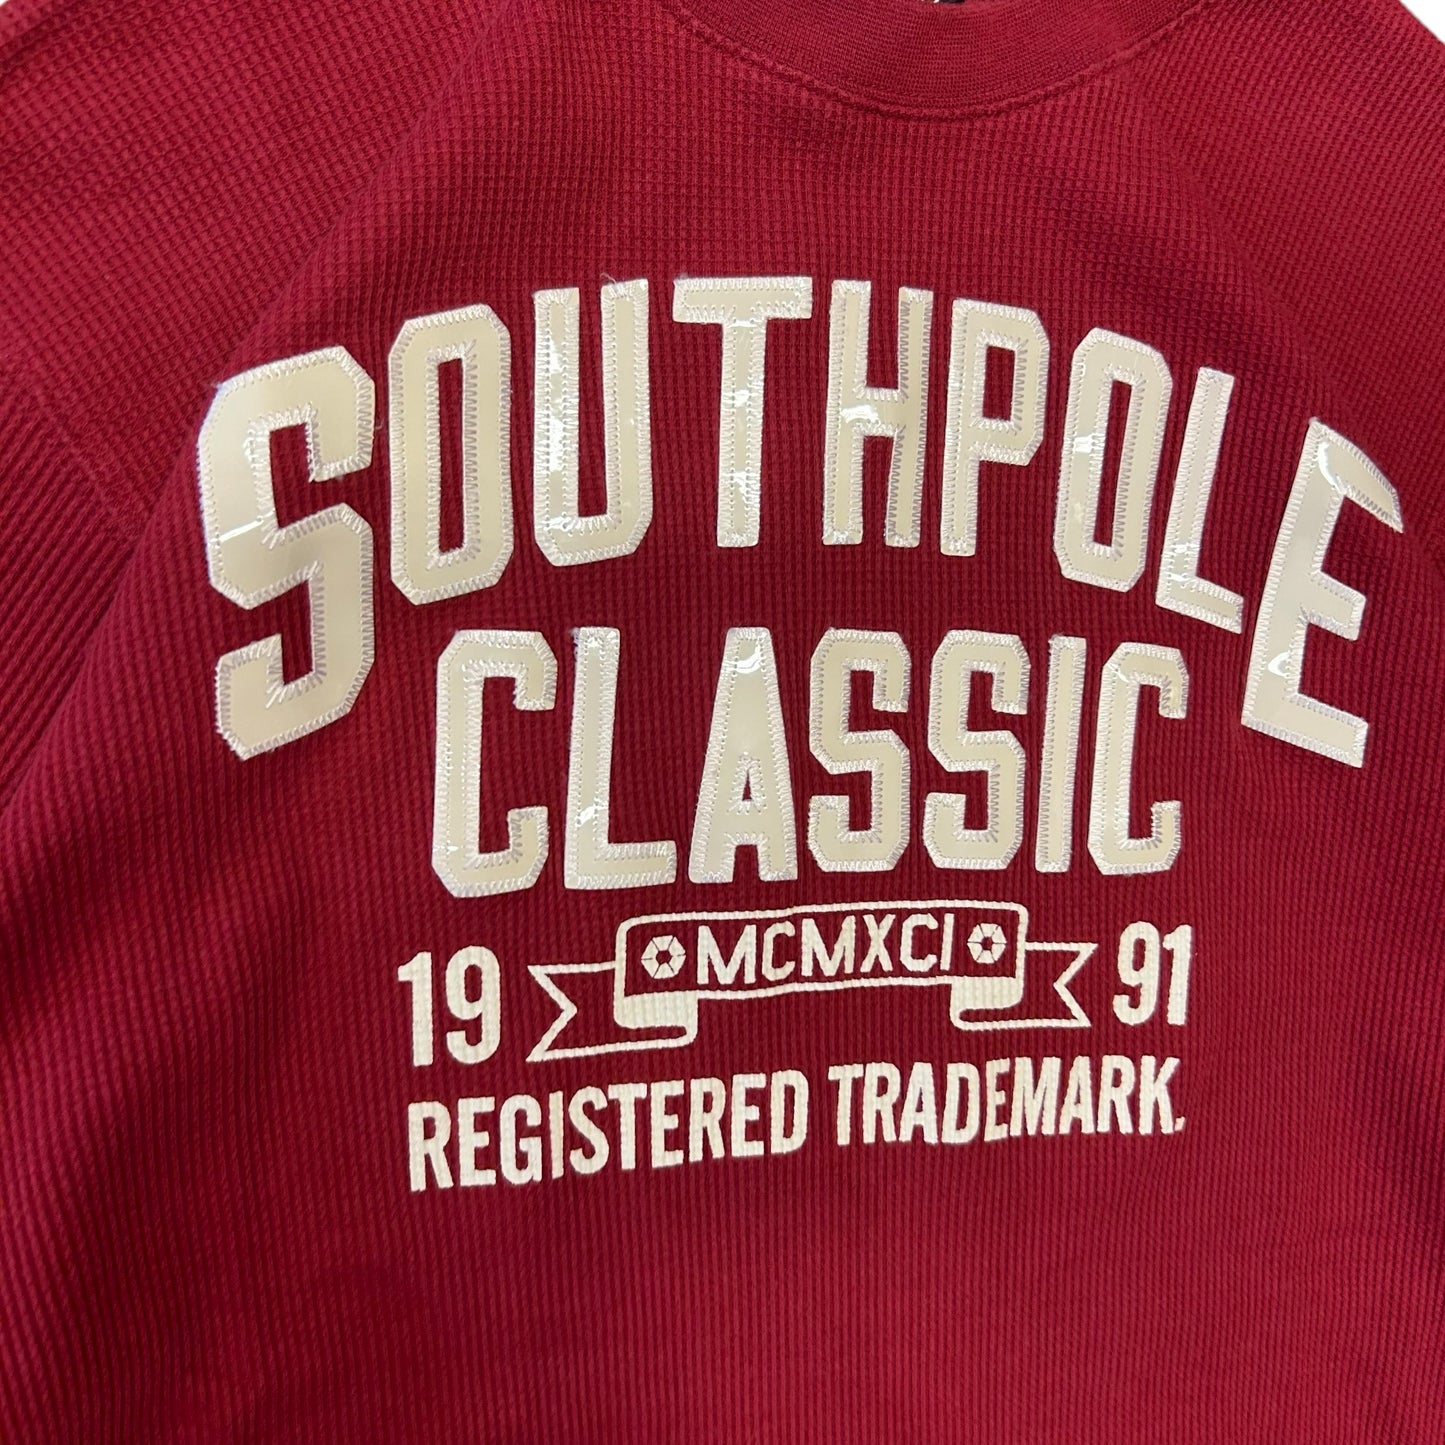 SOUTHPOLE
CLASSIC
19 MCMXCI 91
REGISTERED TRADEMARK.